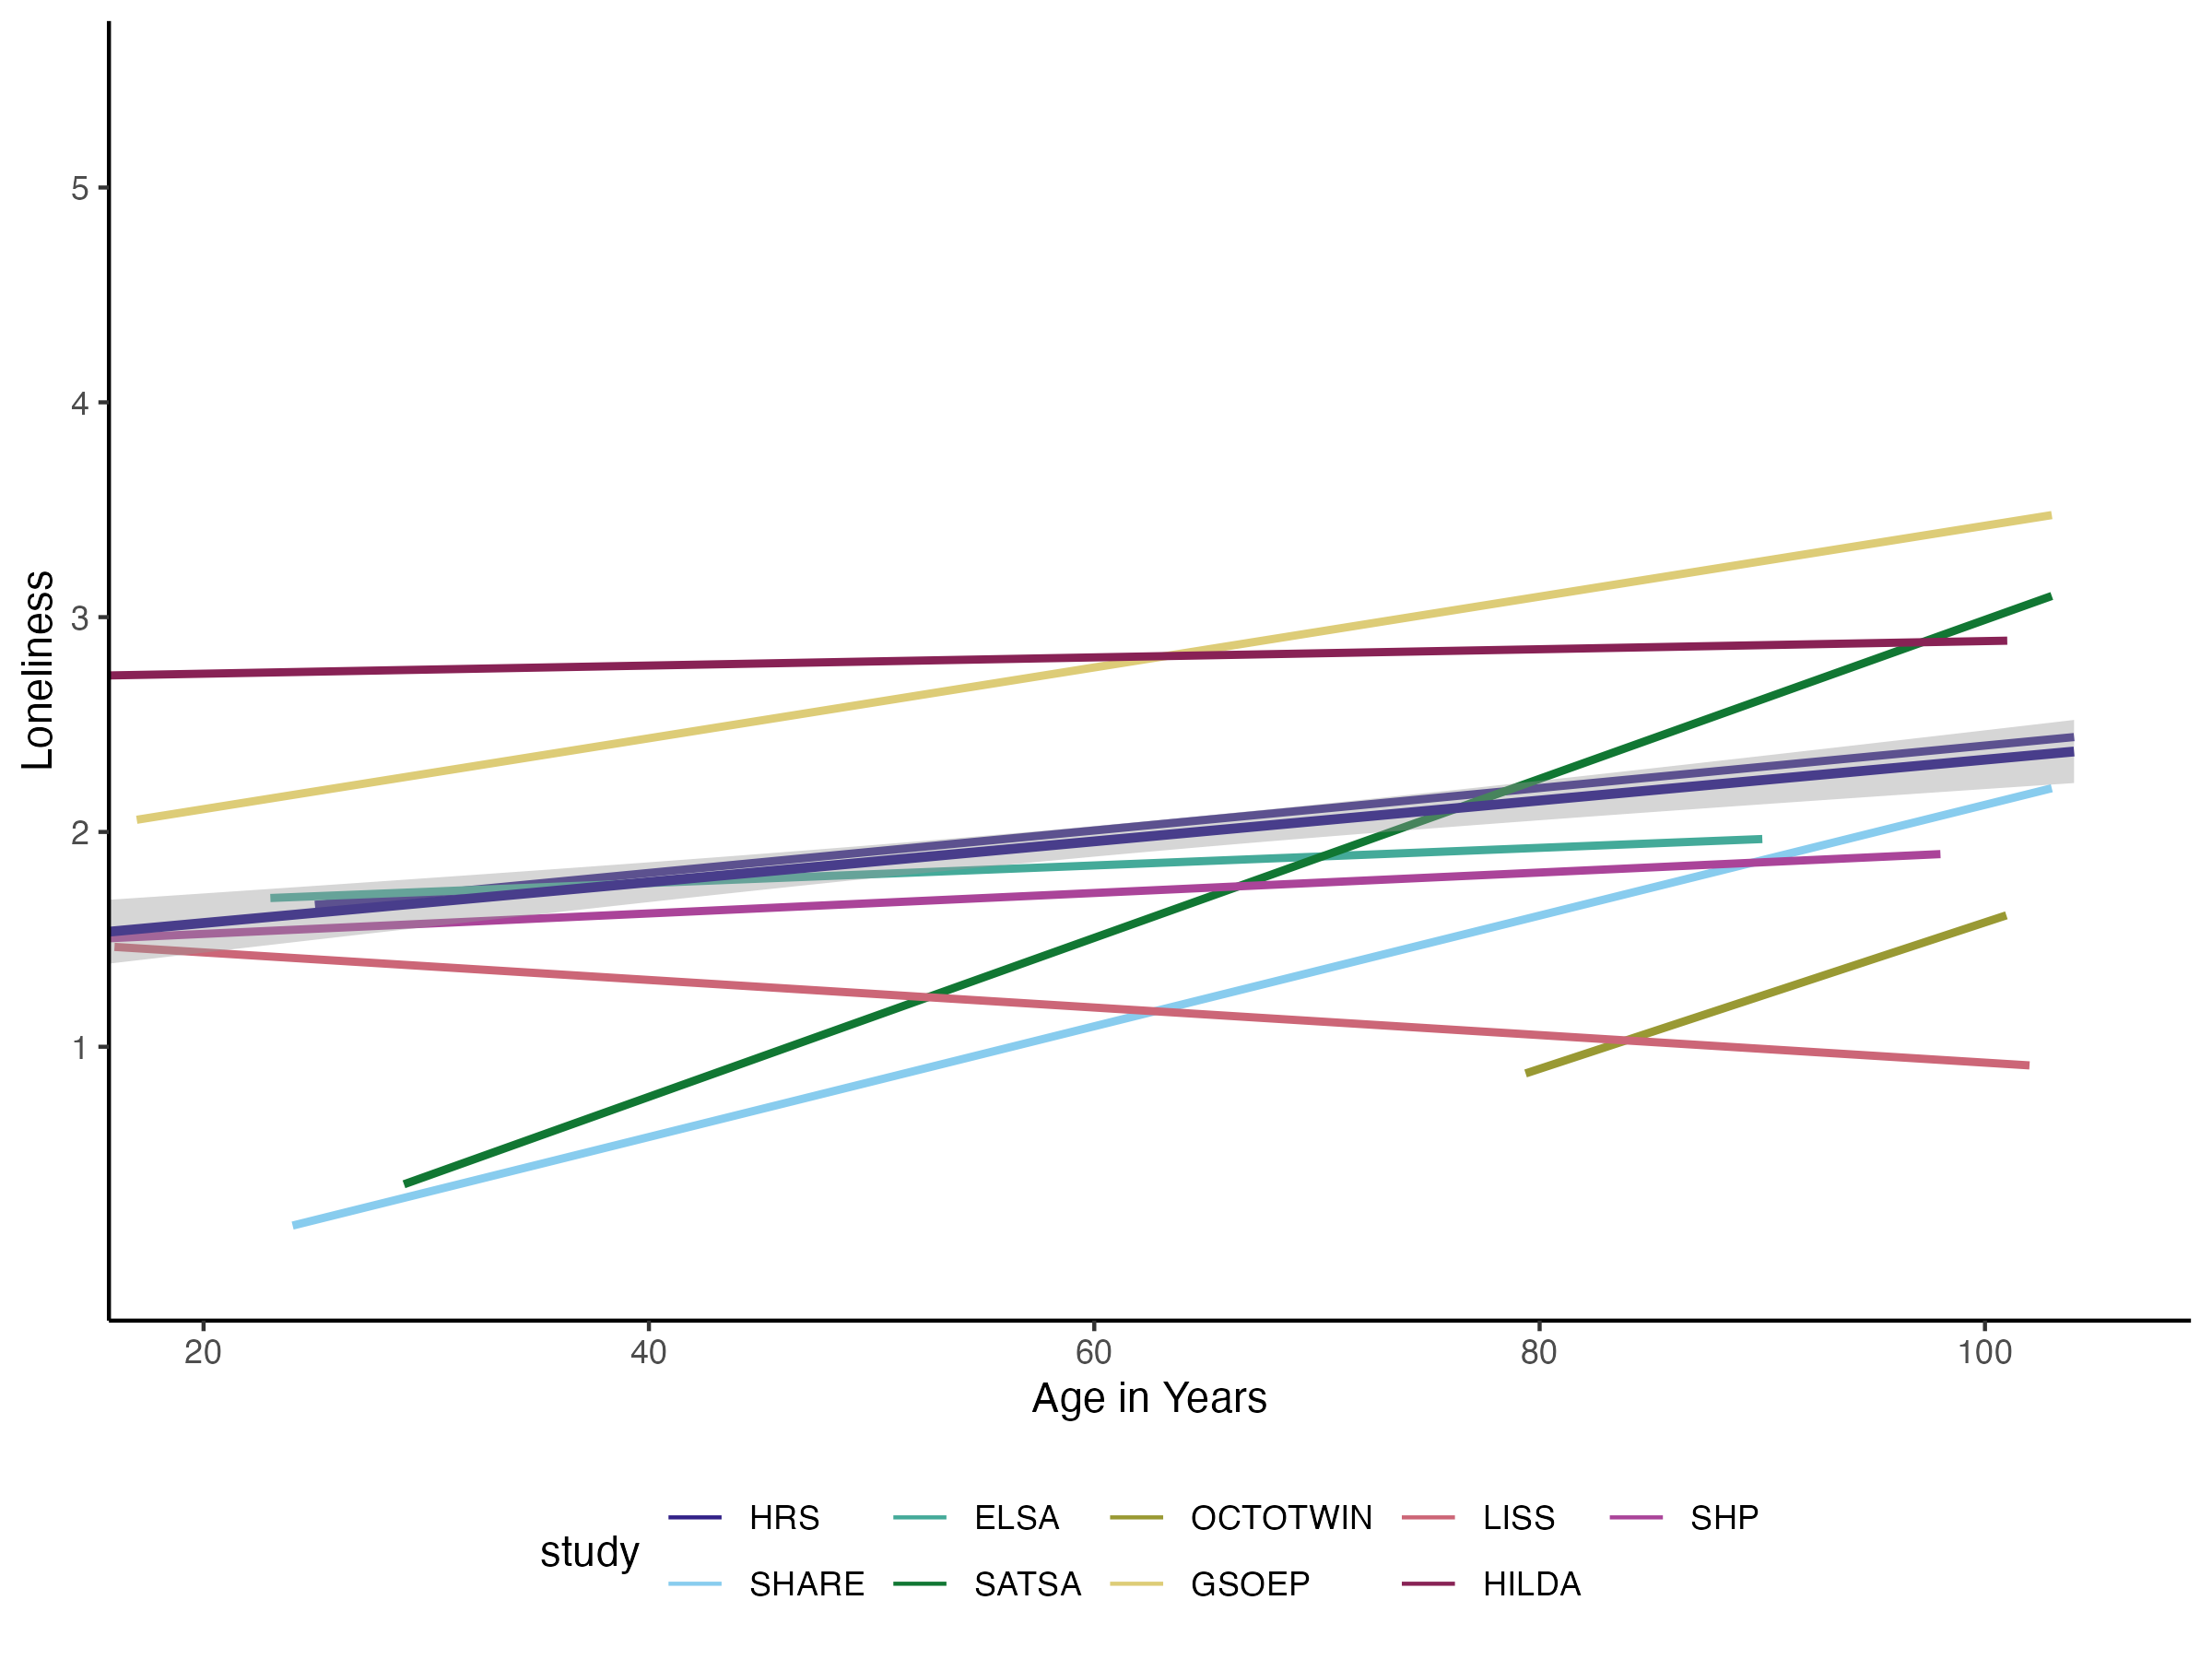 5
4
3
2
1
Loneliness
20 40 60 80 100
Age in Years
study
HRS ELSA OCTOTWIN LISS SHP
SHARE SATSA GSOEP HILDA